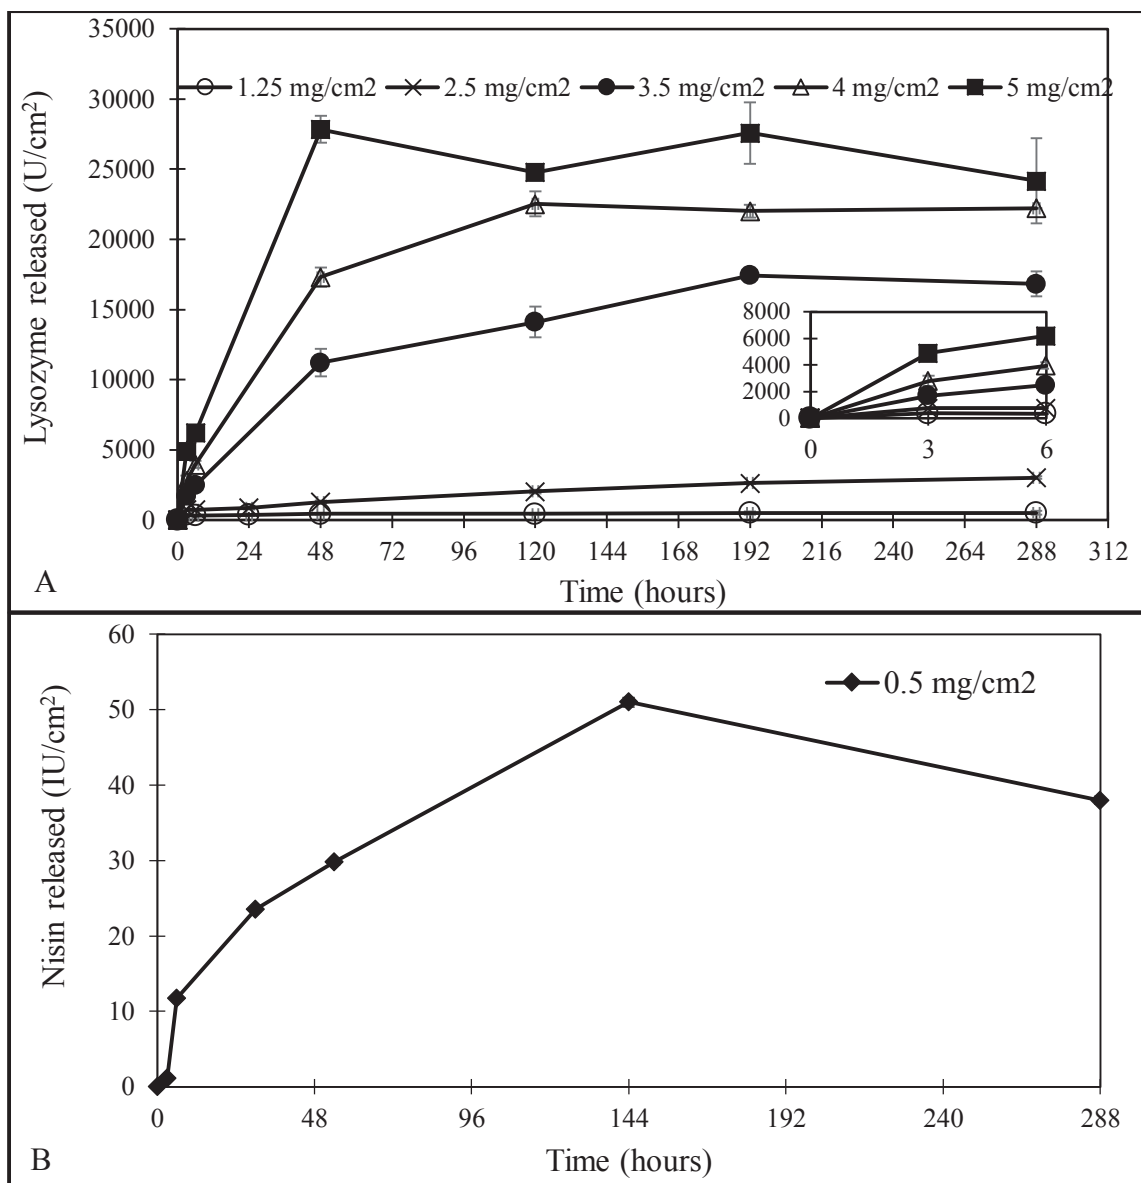 35000
30000
25000
20000
15000
10000
5000
0
Lysozyme released (U/cm²)
1.25 mg/cm2 2.5 mg/cm2 3.5 mg/cm2 4 mg/cm2 5 mg/cm2
8000
6000
4000
2000
0
0 3 6
0 24 48 72 96 120 144 168 192 216 240 264 288 312
Time (hours)
A
60
50
40
30
20
10
0
Nisin released (IU/cm²)
0.5 mg/cm2
0 48 96 144 192 240 288
Time (hours)
B